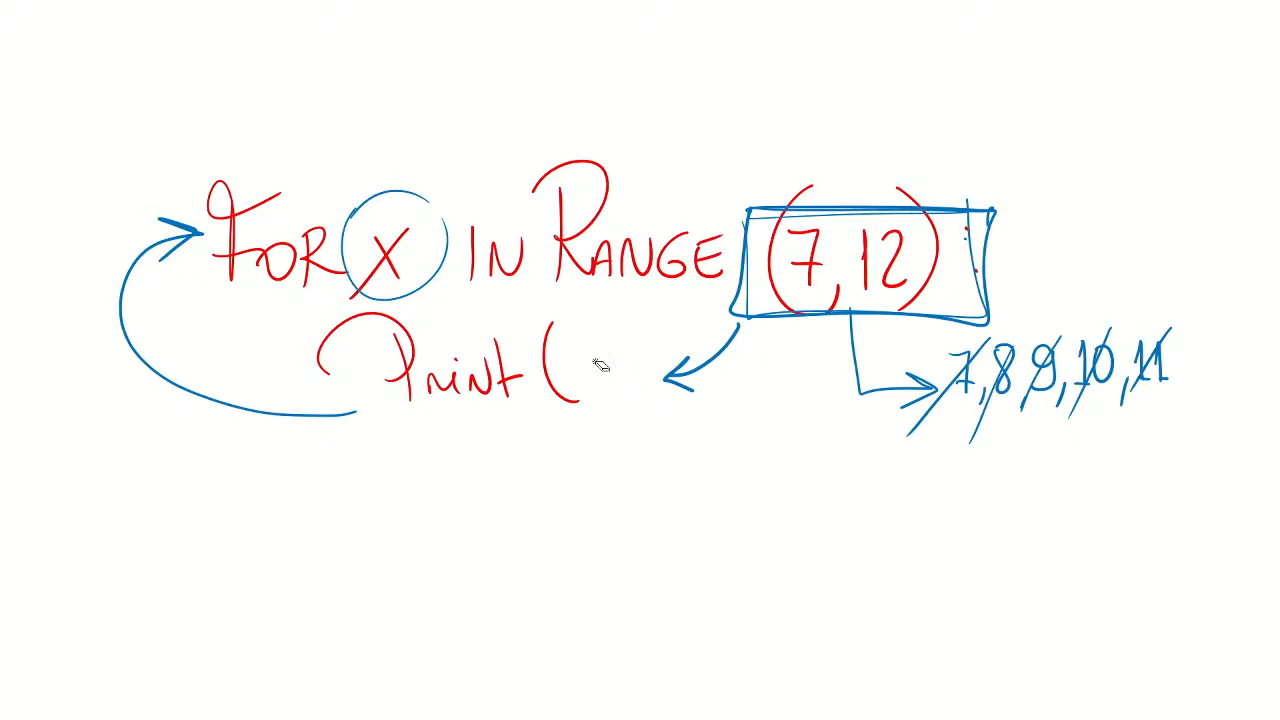 FOR X IN RANGE (7,12) :
Print (
7,8,9,10,11